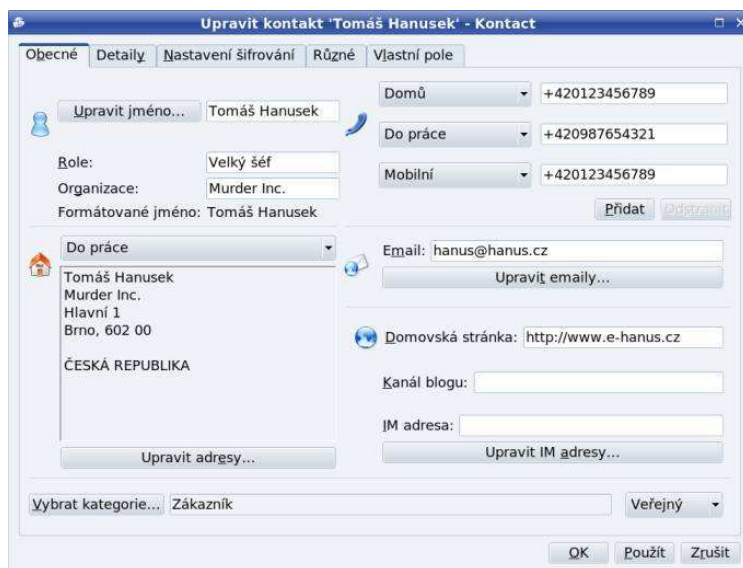 Upravit kontakt 'Tomáš Hanusek' - Kontact
Obecné Detaily Nastavení šifrování Různé Vlastní pole
Upravit jméno... Tomáš Hanusek
Role: Velký šéf
Organizace: Murder Inc.
Formátované jméno: Tomáš Hanusek
Domů +420123456789
Do práce +420987654321
Mobilní +420123456789
Přidat Odstranit
Do práce
Tomáš Hanusek
Murder Inc.
Hlavní 1
Brno, 602 00
ČESKÁ REPUBLIKA
Upravit adresy...
Email: hanus@hanus.cz
Upravit emaily...
Domovská stránka: http://www.e-hanus.cz
Kanál blogu:
IM adresa:
Upravit IM adresy...
Vybrat kategorie... Zákazník Veřejný
OK Použít Zrušit